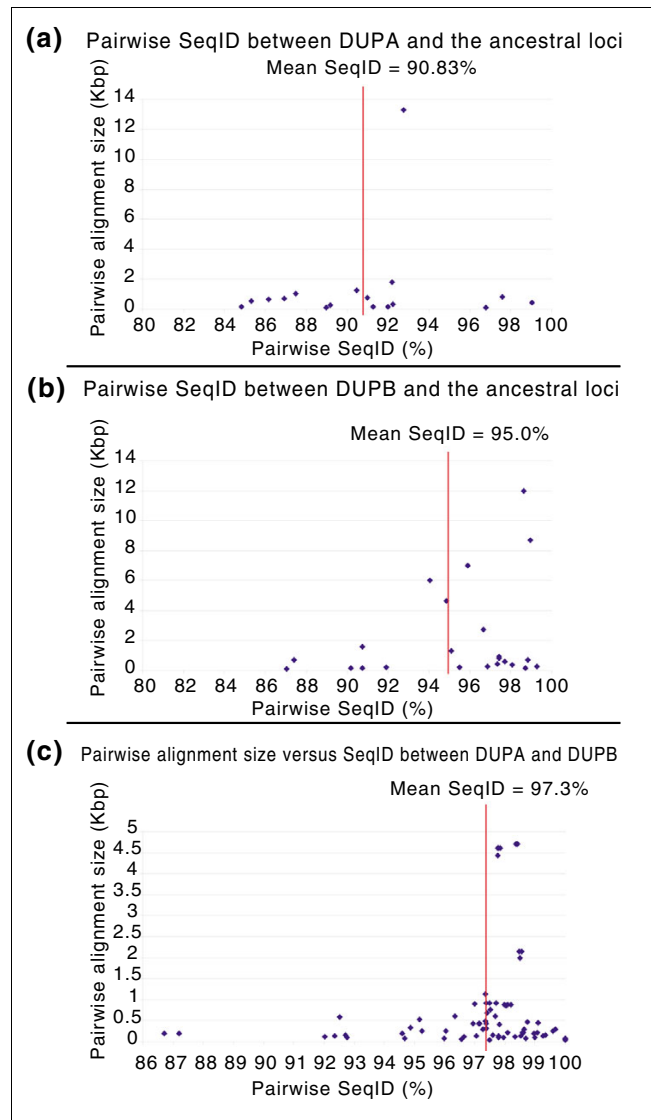 (a) Pairwise SeqID between DUPA and the ancestral loci
Mean SeqID = 90.83%
Pairwise alignment size (Kbp)
14
12
10
8
6
4
2
0
80 82 84 86 88 90 92 94 96 98 100
Pairwise SeqID (%)
(b) Pairwise SeqID between DUPB and the ancestral loci
Mean SeqID = 95.0%
Pairwise alignment size (Kbp)
14
12
10
8
6
4
2
0
80 82 84 86 88 90 92 94 96 98 100
Pairwise SeqID (%)
(c) Pairwise alignment size versus SeqID between DUPA and DUPB
Mean SeqID = 97.3%
Pairwise alignment size (Kbp)
5
4.5
4
3.5
3
2.5
2
1.5
1
0.5
0
86 87 88 89 90 91 92 93 94 95 96 97 98 99 100
Pairwise SeqID (%)